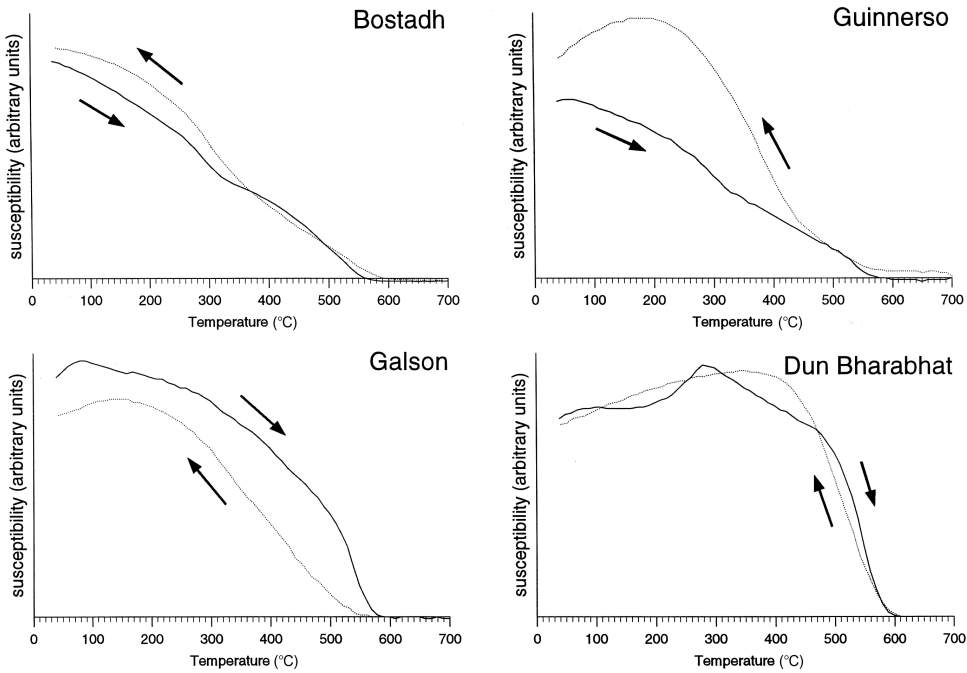 Bostadh
susceptibility (arbitrary units)
0 100 200 300 400 500 600 700
Temperature (°C)
Guinnerso
susceptibility (arbitrary units)
0 100 200 300 400 500 600 700
Temperature (°C)
Galson
susceptibility (arbitrary units)
0 100 200 300 400 500 600 700
Temperature (°C)
Dun Bharabhat
susceptibility (arbitrary units)
0 100 200 300 400 500 600 700
Temperature (°C)